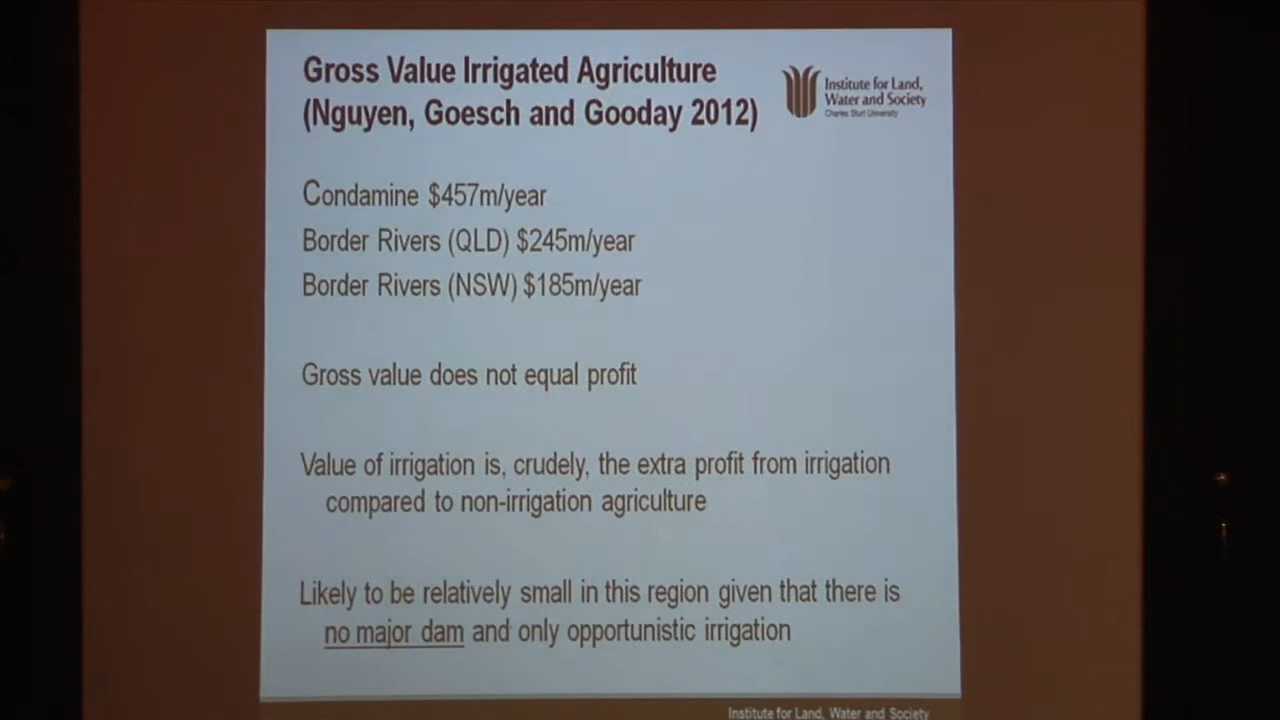 Gross Value Irrigated Agriculture
(Nguyen, Goesch and Gooday 2012)
Institute for Land,
Water and Society
Charles Sturt University
Condamine $457m/year
Border Rivers (QLD) $245m/year
Border Rivers (NSW) $185m/year
Gross value does not equal profit
Value of irrigation is, crudely, the extra profit from irrigation
compared to non-irrigation agriculture
Likely to be relatively small in this region given that there is
no major dam and only opportunistic irrigation
Institute for Land, Water and Society